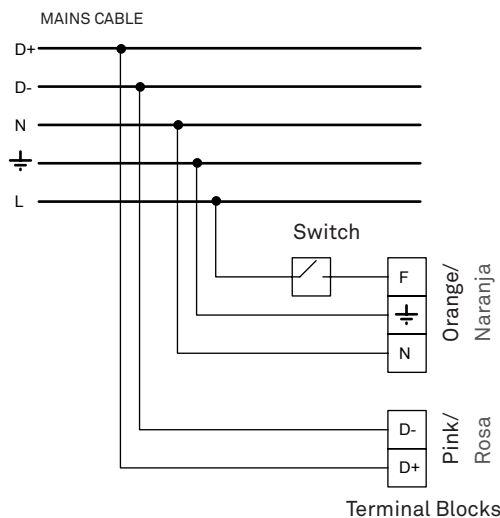 MAINS CABLE
D+
D-
N
L
Switch
F
N
Orange/
Naranja
D-
D+
Pink/
Rosa
Terminal Blocks